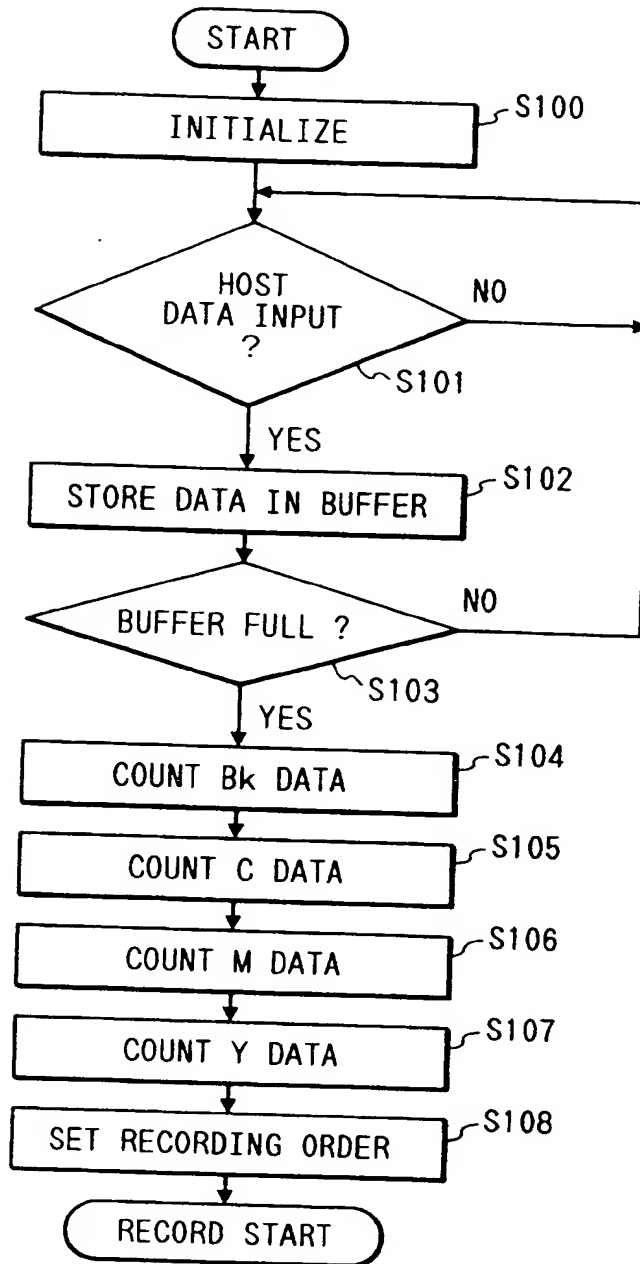 START
INITIALIZE
S100
HOST
DATA INPUT
?
NO
S101
YES
STORE DATA IN BUFFER
S102
BUFFER FULL ?
NO
S103
YES
COUNT Bk DATA
S104
COUNT C DATA
S105
COUNT M DATA
S106
COUNT Y DATA
S107
SET RECORDING ORDER
S108
RECORD START